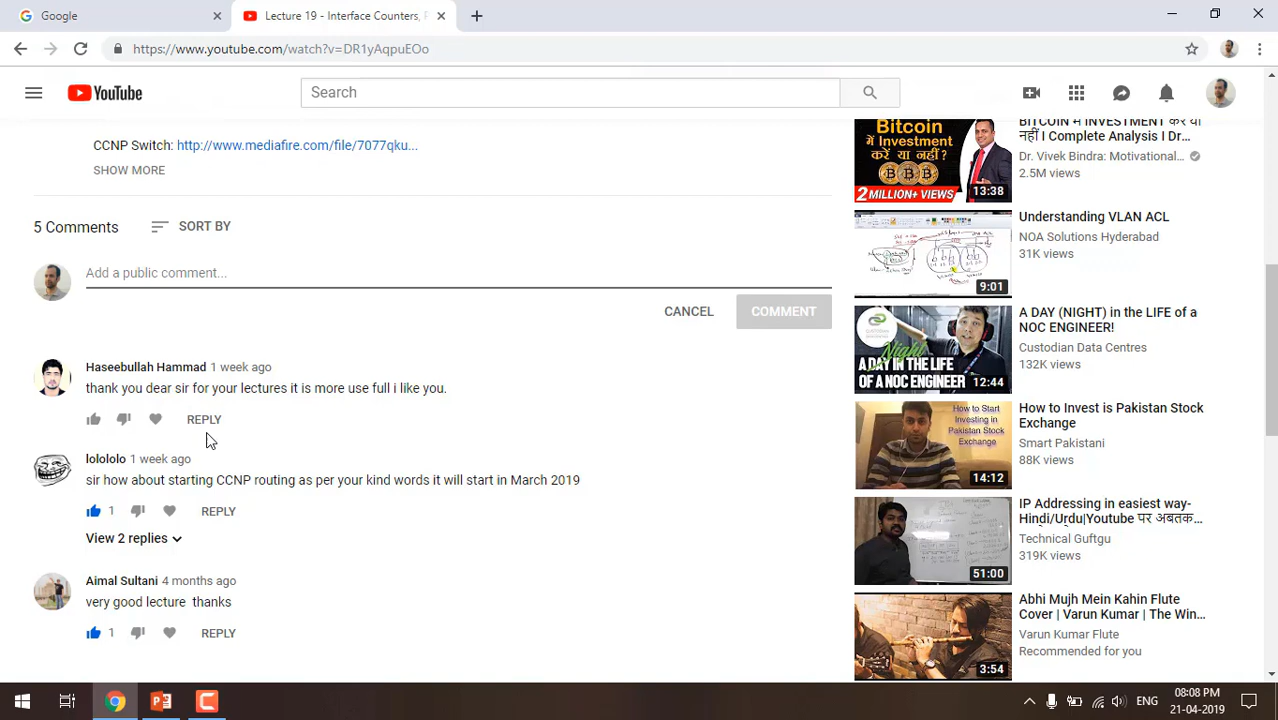 Google
Lecture 19 - Interface Counters,
https://www.youtube.com/watch?v=DR1yAqpuEOo
YouTube
Search
CCNP Switch: http://www.mediafire.com/file/7077qku...
SHOW MORE
5 Comments
SORT BY
Add a public comment...
CANCEL
COMMENT
Haseebullah Hammad 1 week ago
thank you dear sir for your lectures it is more use full i like you.
REPLY
lolololo 1 week ago
sir how about starting CCNP routing as per your kind words it will start in March 2019
1
REPLY
View 2 replies
Aimal Sultani 4 months ago
very good lecture thanks
1
REPLY
Bitcoin
में Investment
करें या नहीं?
2 MILLION+ VIEWS
13:38
BITCOIN में INVESTMENT करें या
नहीं I Complete Analysis I Dr...
Dr. Vivek Bindra: Motivational...
2.5M views
9:01
Understanding VLAN ACL
NOA Solutions Hyderabad
31K views
CUSTODIAN
Night
A DAY IN THE LIFE
OF A NOC ENGINEER
12:44
A DAY (NIGHT) in the LIFE of a
NOC ENGINEER!
Custodian Data Centres
132K views
How to Start
Investing in
Pakistan Stock
Exchange
14:12
How to Invest is Pakistan Stock
Exchange
Smart Pakistani
88K views
51:00
IP Addressing in easiest way-
Hindi/Urdu|Youtube पर अबतक...
Technical Guftgu
319K views
3:54
Abhi Mujh Mein Kahin Flute
Cover | Varun Kumar | The Win...
Varun Kumar Flute
Recommended for you
ENG
08:08 PM
21-04-2019